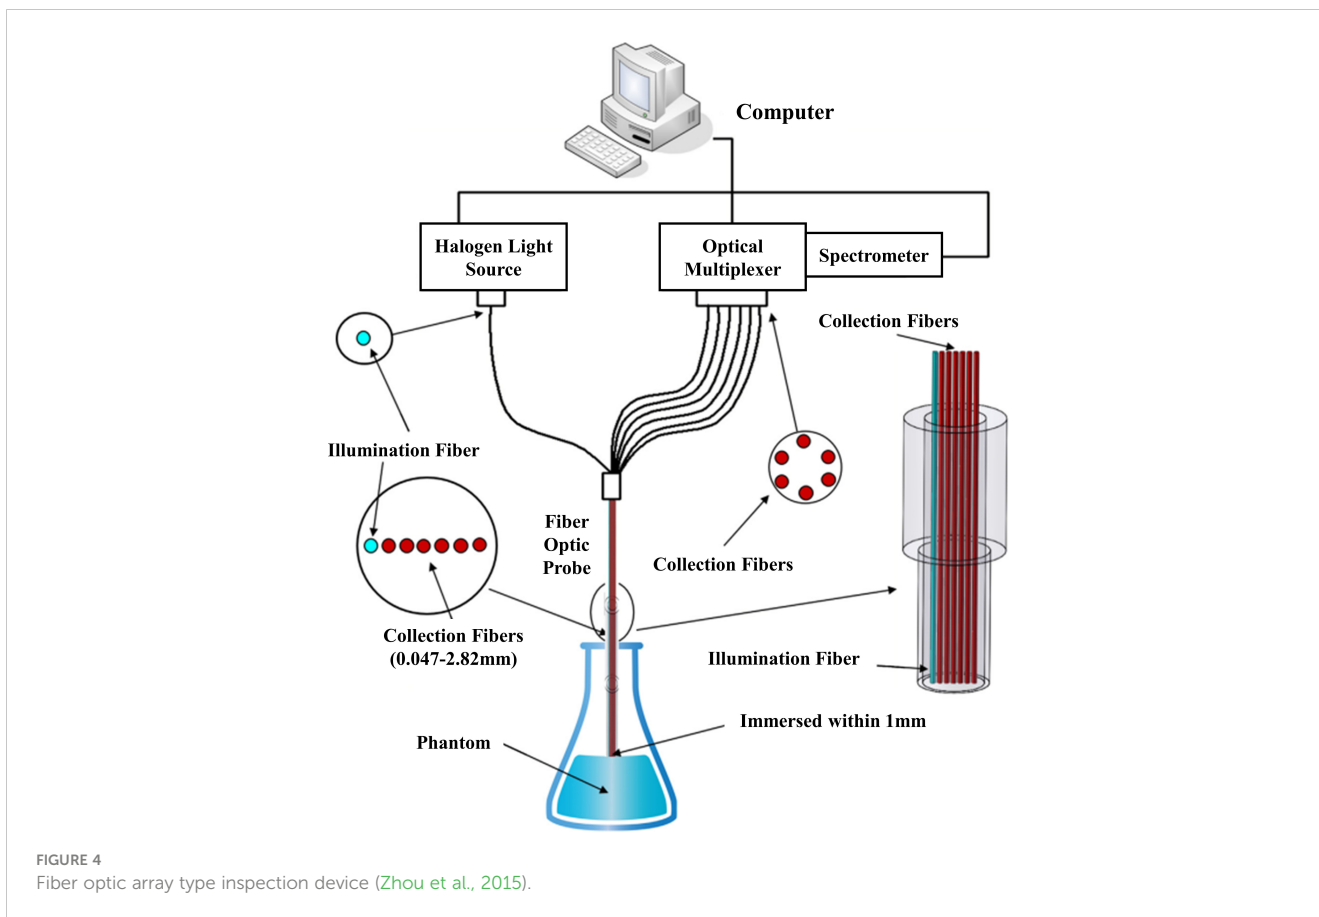 Computer
Halogen Light
Source
Optical
Multiplexer
Spectrometer
Collection Fibers
Illumination Fiber
Fiber
Optic
Probe
Collection Fibers
Collection Fibers
(0.047-2.82mm)
Illumination Fiber
Immersed within 1mm
Phantom
FIGURE 4
Fiber optic array type inspection device (Zhou et al., 2015).